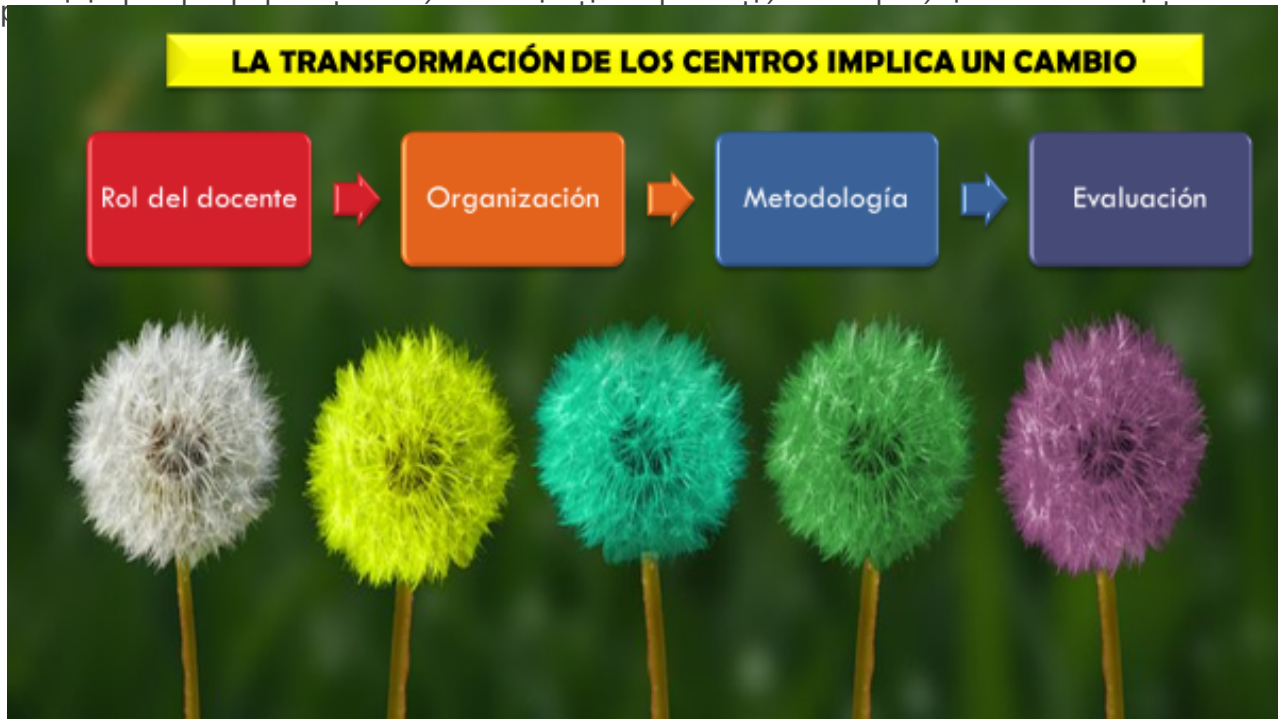 LA TRANSFORMACIÓN DE LOS CENTROS IMPLICA UN CAMBIO
Rol del docente
Organización
Metodología
Evaluación